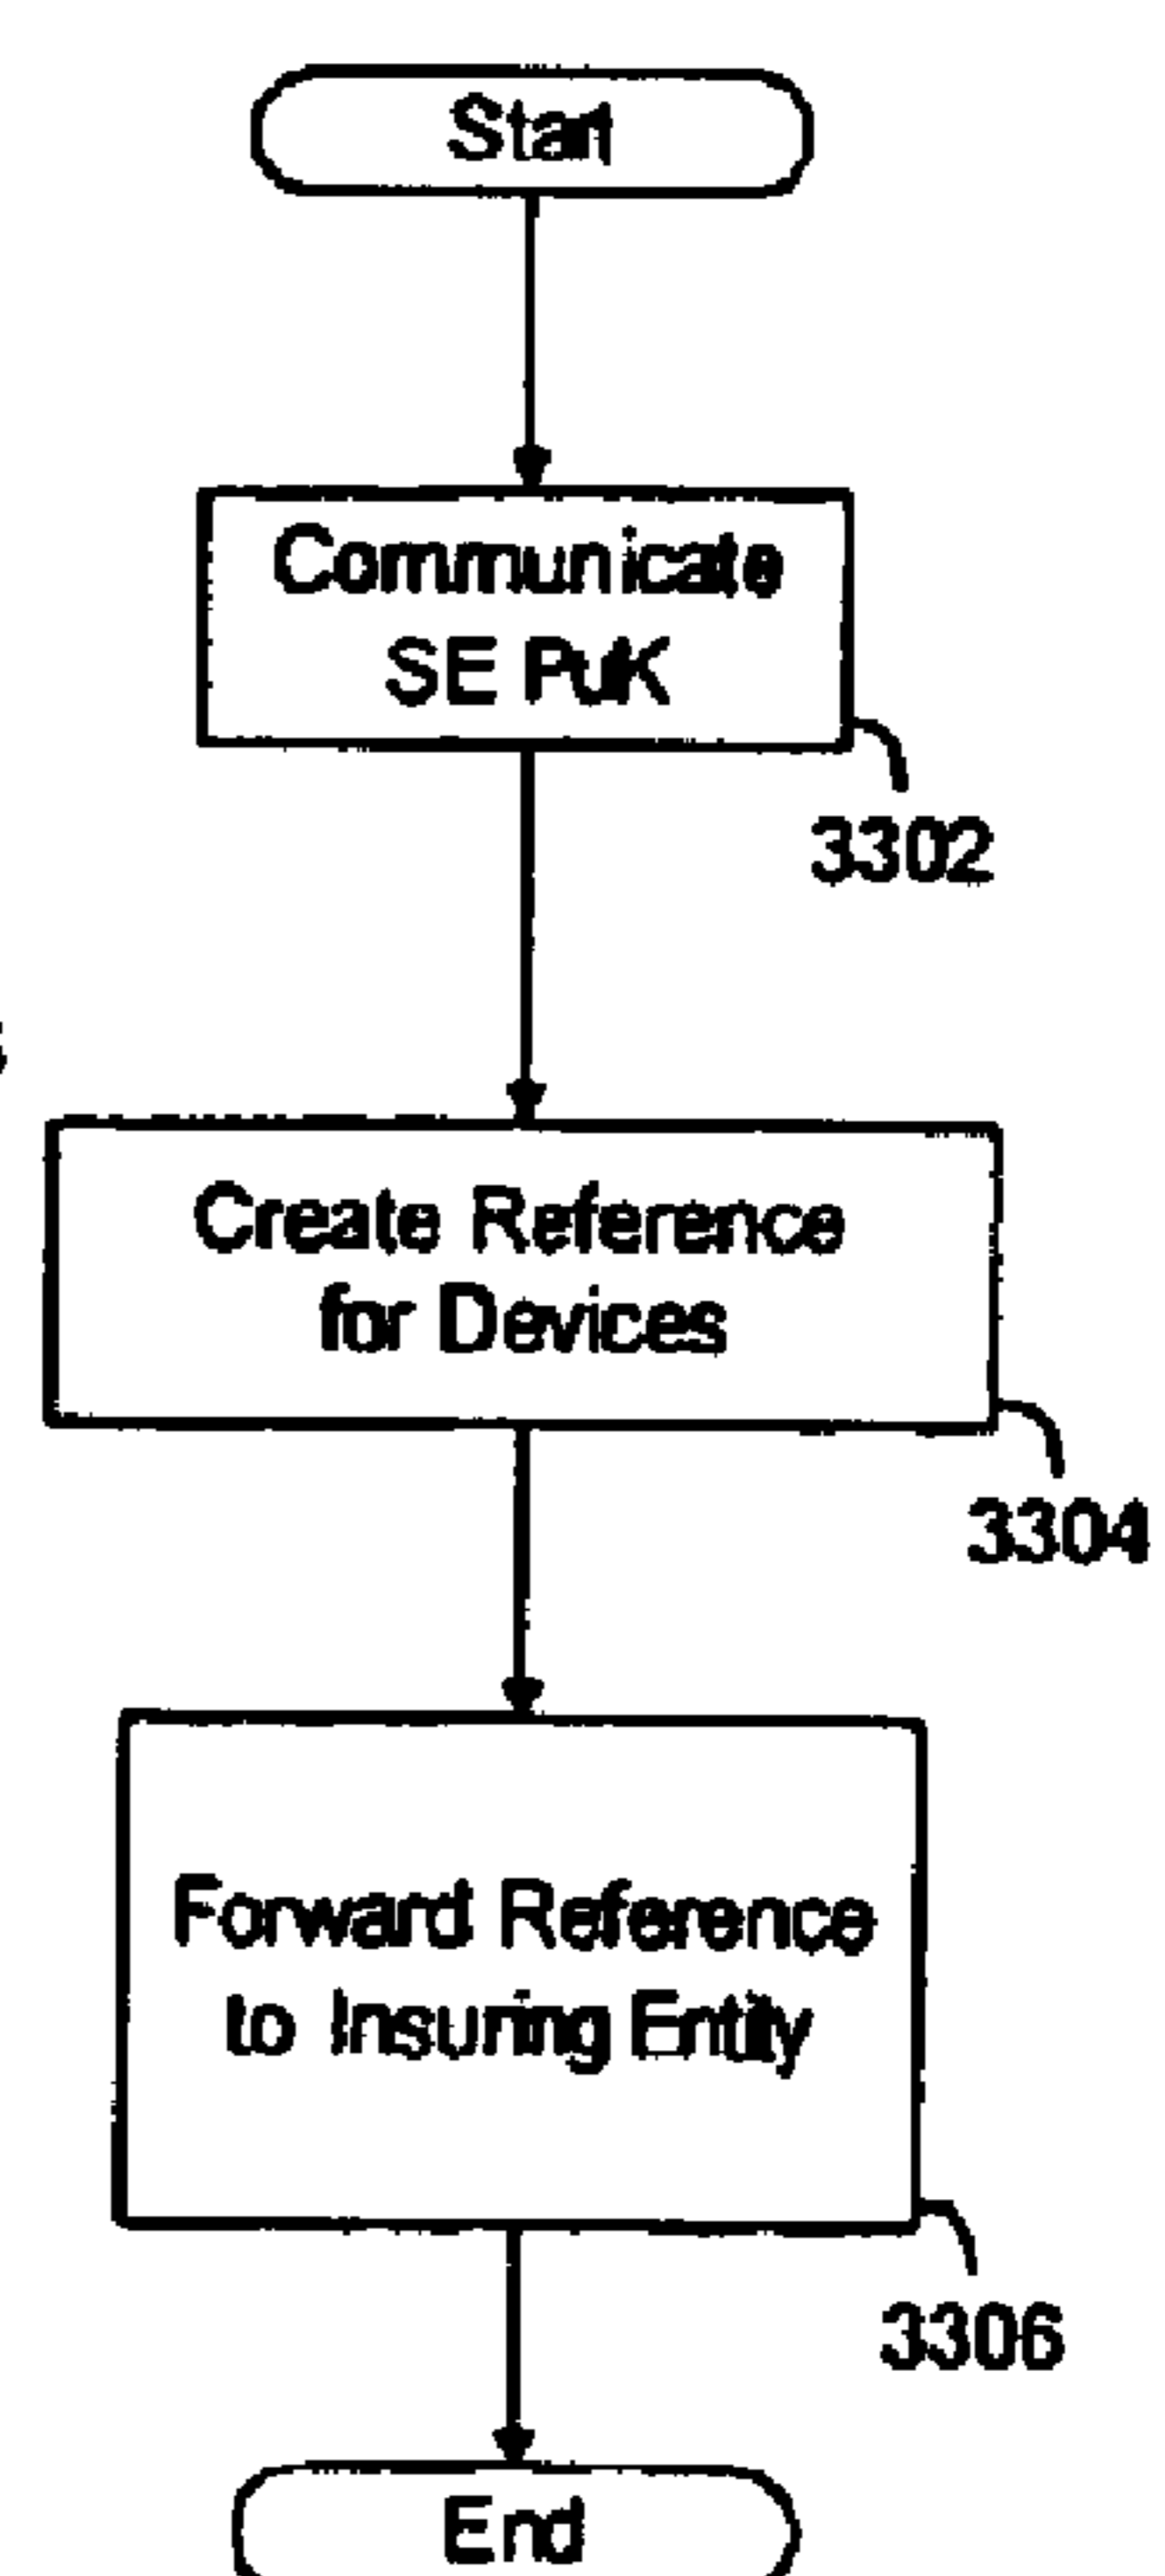 Start
Communicate
SE PuK
3302
Create Reference
for Devices
3304
Forward Reference
to Insuring Entity
3306
End